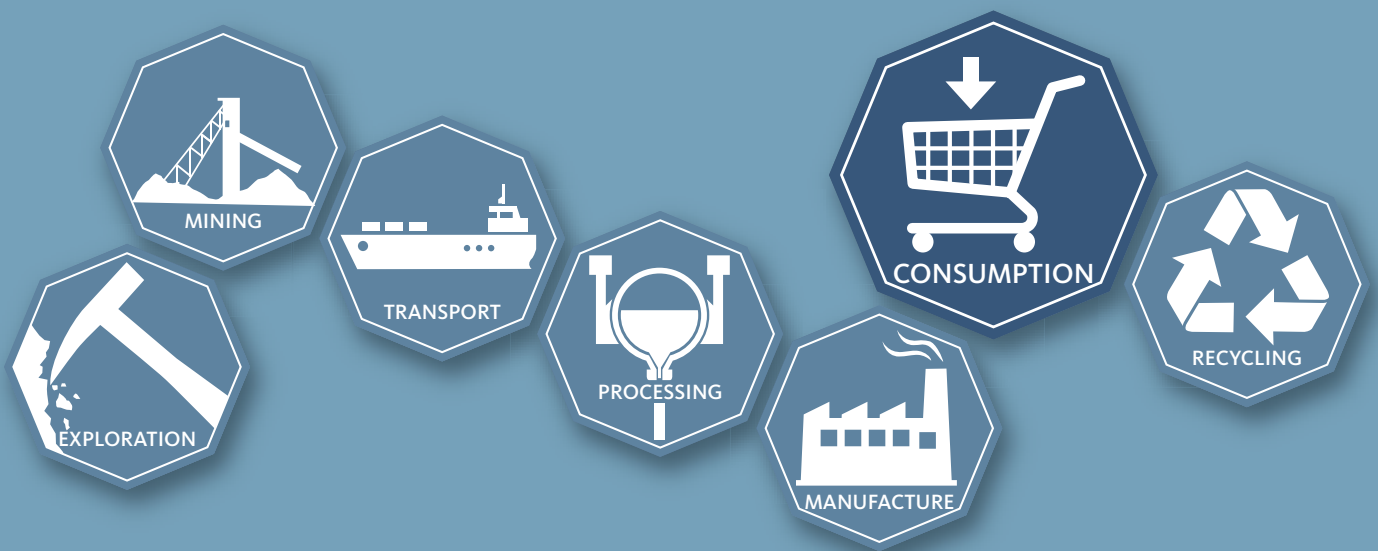 EXPLORATION
MINING
TRANSPORT
PROCESSING
MANUFACTURE
CONSUMPTION
RECYCLING